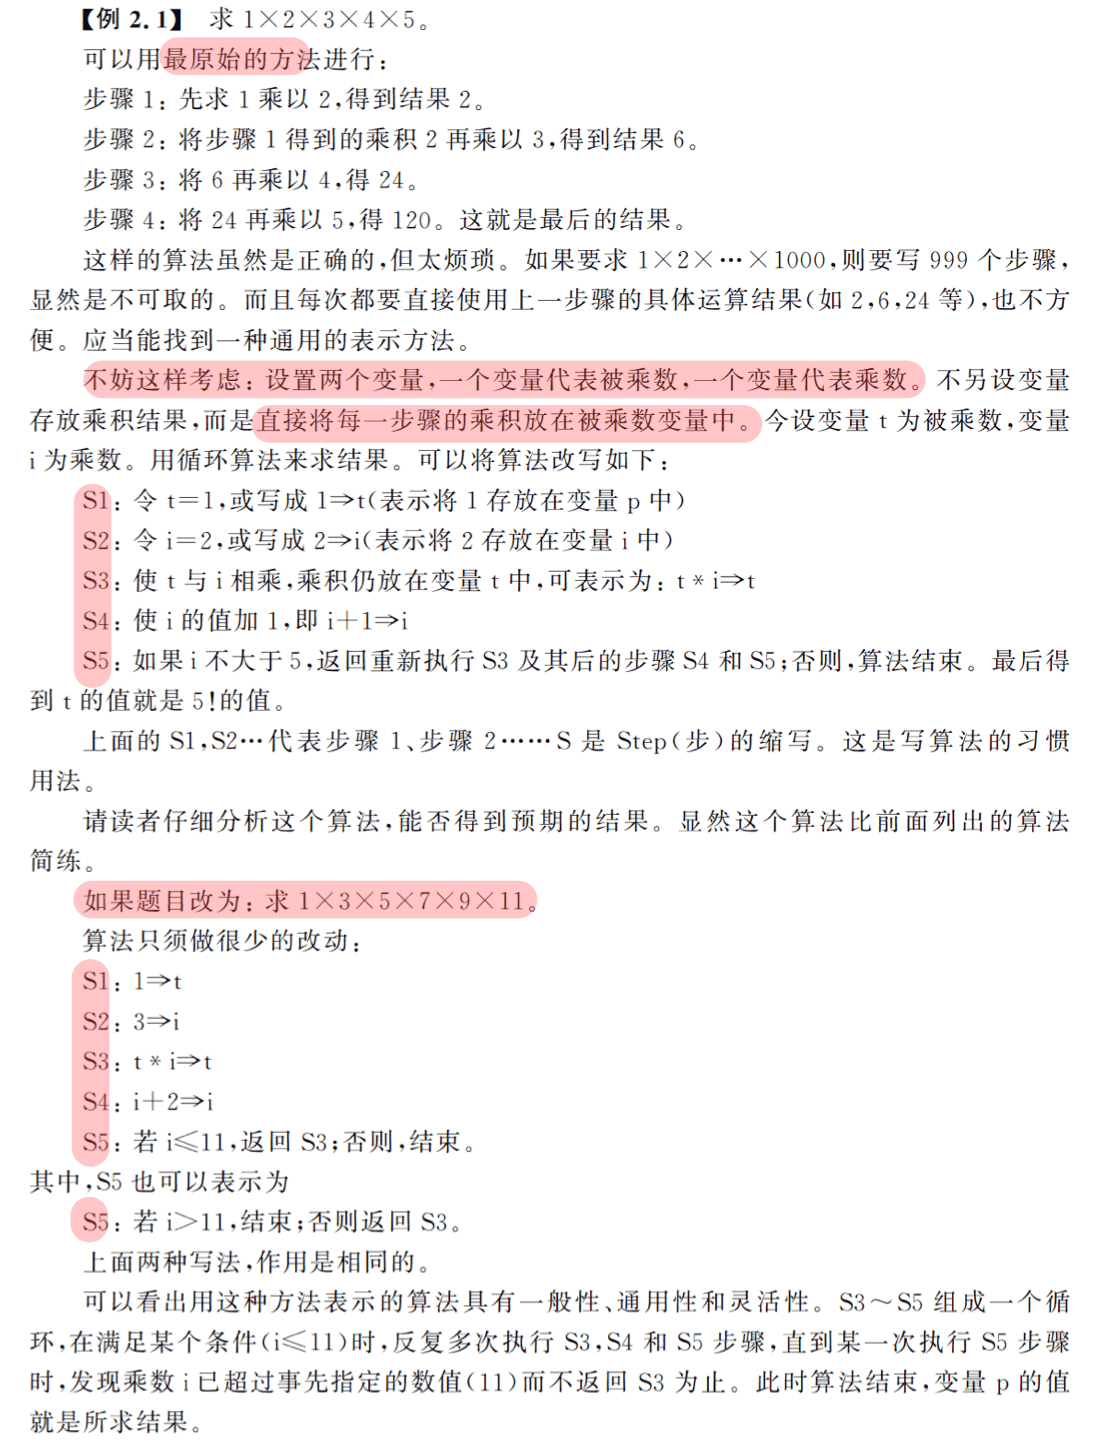 【例 2.1】 求 1×2×3×4×5。
可以用最原始的方法进行：
步骤 1：先求 1 乘以 2，得到结果 2。
步骤 2：将步骤 1 得到的乘积 2 再乘以 3，得到结果 6。
步骤 3：将 6 再乘以 4，得 24。
步骤 4：将 24 再乘以 5，得 120。这就是最后的结果。
这样的算法虽然是正确的，但太烦琐。如果要求 1×2×…×1000，则要写 999 个步骤，
显然是不可取的。而且每次都要直接使用上一步骤的具体运算结果（如 2，6，24 等），也不方
便。应当能找到一种通用的表示方法。
不妨这样考虑：设置两个变量，一个变量代表被乘数，一个变量代表乘数。不另设变量
存放乘积结果，而是直接将每一步骤的乘积放在被乘数变量中。今设变量 t 为被乘数，变量
i 为乘数。用循环算法来求结果。可以将算法改写如下：
S1：令 t=1，或写成 1⇒t（表示将 1 存放在变量 p 中）
S2：令 i=2，或写成 2⇒i（表示将 2 存放在变量 i 中）
S3：使 t 与 i 相乘，乘积仍放在变量 t 中，可表示为：t * i⇒t
S4：使 i 的值加 1，即 i+1⇒i
S5：如果 i 不大于 5，返回重新执行 S3 及其后的步骤 S4 和 S5；否则，算法结束。最后得
到 t 的值就是 5!的值。
上面的 S1，S2…代表步骤 1、步骤 2……S 是 Step（步）的缩写。这是写算法的习惯
用法。
请读者仔细分析这个算法，能否得到预期的结果。显然这个算法比前面列出的算法
简练。
如果题目改为：求 1×3×5×7×9×11。
算法只须做很少的改动：
S1：1⇒t
S2：3⇒i
S3：t * i⇒t
S4：i+2⇒i
S5：若 i≤11，返回 S3；否则，结束。
其中，S5 也可以表示为
S5：若 i>11，结束；否则返回 S3。
上面两种写法，作用是相同的。
可以看出用这种方法表示的算法具有一般性、通用性和灵活性。S3～S5 组成一个循
环，在满足某个条件（i≤11）时，反复多次执行 S3，S4 和 S5 步骤，直到某一次执行 S5 步骤
时，发现乘数 i 已超过事先指定的数值（11）而不返回 S3 为止。此时算法结束，变量 p 的值
就是所求结果。